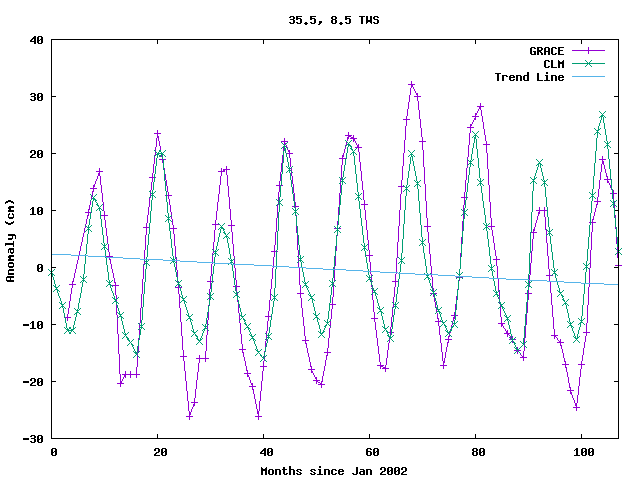 35.5, 8.5 TWS
GRACE
CLM
Trend Line
Anomaly (cm)
40
30
20
10
0
-10
-20
-30
0 20 40 60 80 100
Months since Jan 2002